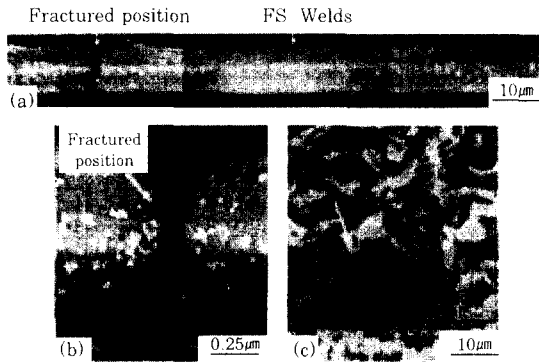 Fractured position FS Welds
(a) 10μm
Fractured
position
(b) 0.25μm
(c) 10μm